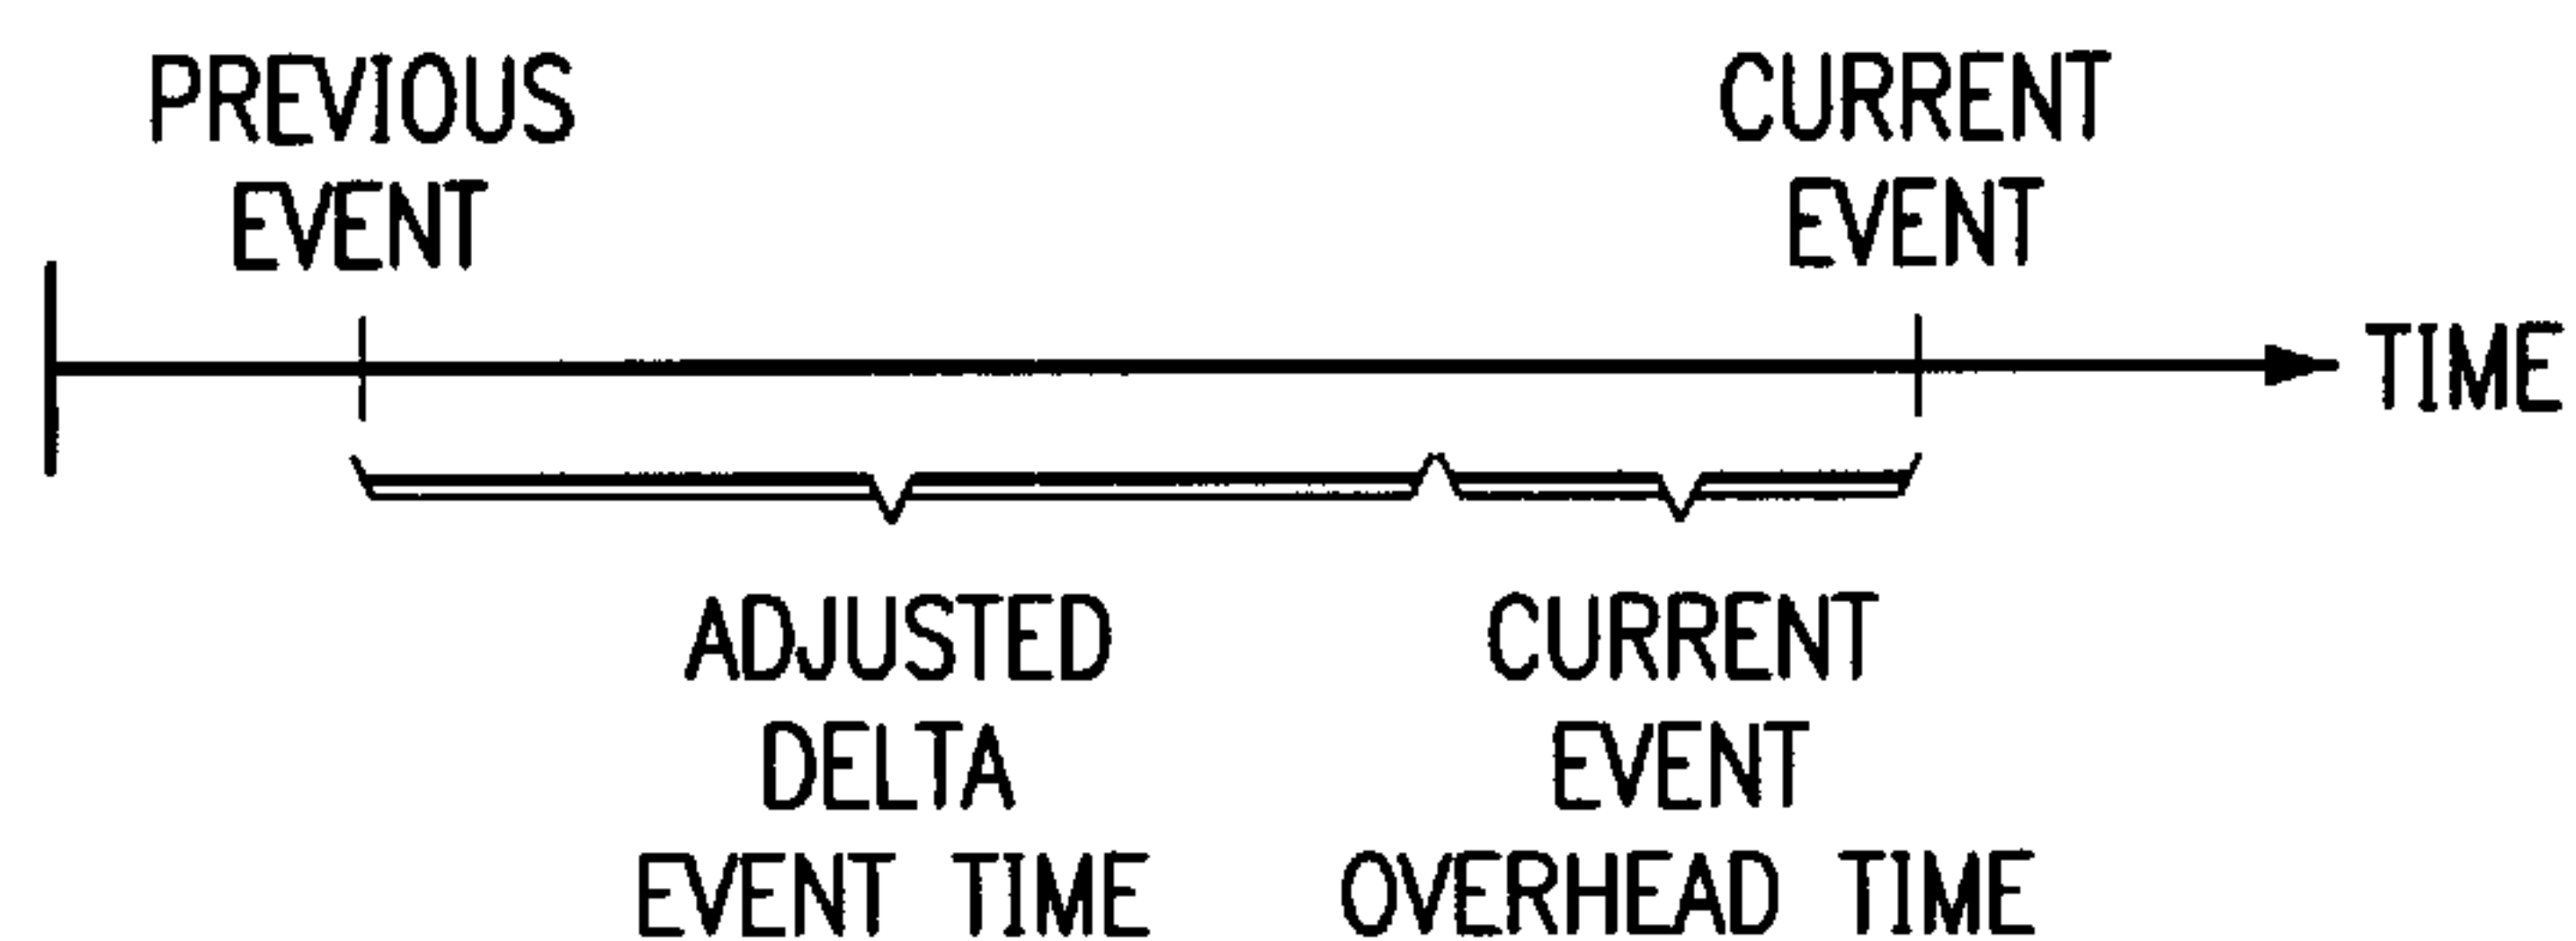 PREVIOUS
EVENT
CURRENT
EVENT
TIME
ADJUSTED
DELTA
EVENT TIME
CURRENT
EVENT
OVERHEAD TIME